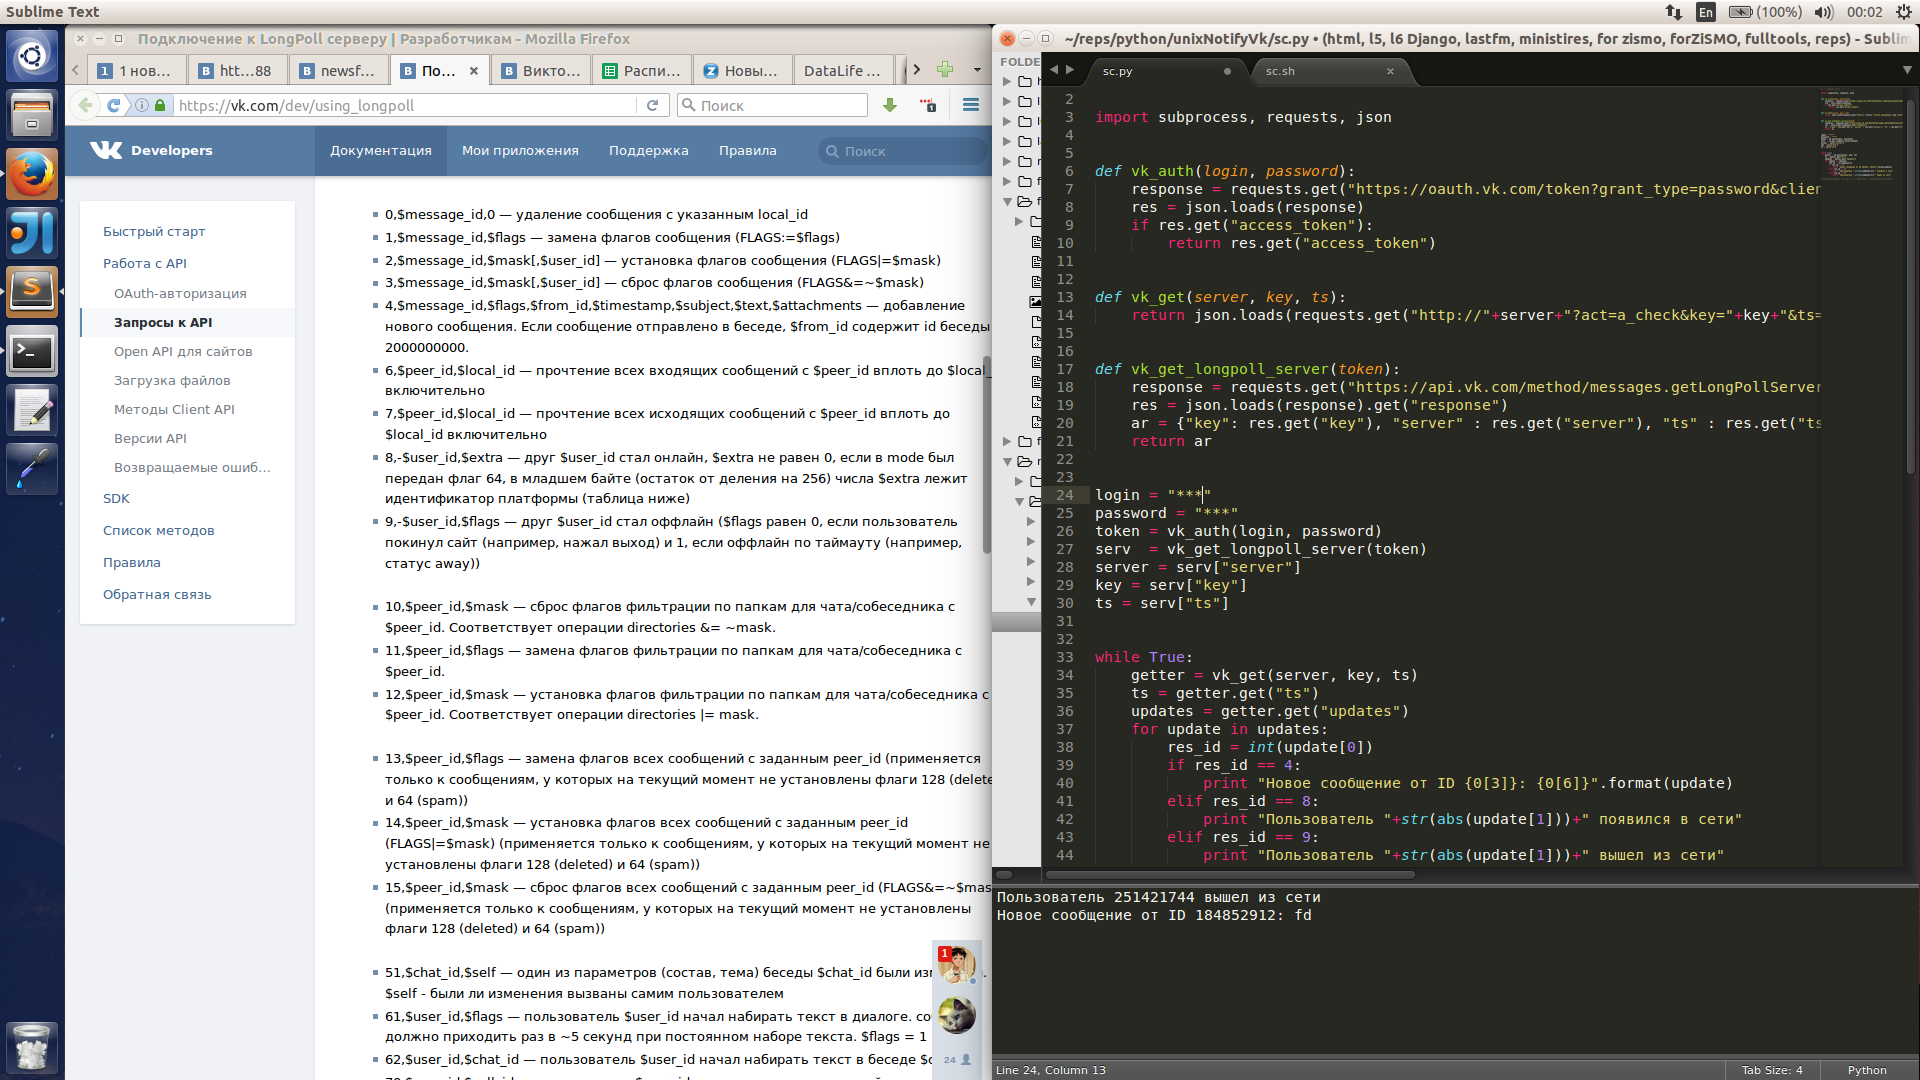 Sublime Text
En
(100%)
00:02
Подключение к LongPoll серверу | Разработчикам - Mozilla Firefox
1 нов...
htt...88
newsf...
По...
Викто...
Распи...
Новы...
DataLife ...
https://vk.com/dev/using_longpoll
Поиск
Developers
Документация
Мои приложения
Поддержка
Правила
Поиск
Быстрый старт
Работа с API
OAuth-авторизация
Запросы к API
Open API для сайтов
Загрузка файлов
Методы Client API
Версии API
Возвращаемые ошиб...
SDK
Список методов
Правила
Обратная связь
0,$message_id,0 — удаление сообщения с указанным local_id
1,$message_id,$flags — замена флагов сообщения (FLAGS:=$flags)
2,$message_id,$mask[,$user_id] — установка флагов сообщения (FLAGS|=$mask)
3,$message_id,$mask[,$user_id] — сброс флагов сообщения (FLAGS&=~$mask)
4,$message_id,$flags,$from_id,$timestamp,$subject,$text,$attachments — добавление
нового сообщения. Если сообщение отправлено в беседе, $from_id содержит id беседы
2000000000.
6,$peer_id,$local_id — прочтение всех входящих сообщений с $peer_id вплоть до $local_
включительно
7,$peer_id,$local_id — прочтение всех исходящих сообщений с $peer_id вплоть до
$local_id включительно
8,-$user_id,$extra — друг $user_id стал онлайн, $extra не равен 0, если в mode был
передан флаг 64, в младшем байте (остаток от деления на 256) числа $extra лежит
идентификатор платформы (таблица ниже)
9,-$user_id,$flags — друг $user_id стал оффлайн ($flags равен 0, если пользователь
покинул сайт (например, нажал выход) и 1, если оффлайн по таймауту (например,
статус away))
10,$peer_id,$mask — сброс флагов фильтрации по папкам для чата/собеседника с
$peer_id. Соответствует операции directories &= ~mask.
11,$peer_id,$flags — замена флагов фильтрации по папкам для чата/собеседника с
$peer_id.
12,$peer_id,$mask — установка флагов фильтрации по папкам для чата/собеседника с
$peer_id. Соответствует операции directories |= mask.
13,$peer_id,$flags — замена флагов всех сообщений с заданным peer_id (применяется
только к сообщениям, у которых на текущий момент не установлены флаги 128 (delete
и 64 (spam))
14,$peer_id,$mask — установка флагов всех сообщений с заданным peer_id
(FLAGS|=$mask) (применяется только к сообщениям, у которых на текущий момент не
установлены флаги 128 (deleted) и 64 (spam))
15,$peer_id,$mask — сброс флагов всех сообщений с заданным peer_id (FLAGS&=~$mas
(применяется только к сообщениям, у которых на текущий момент не установлены
флаги 128 (deleted) и 64 (spam))
51,$chat_id,$self — один из параметров (состав, тема) беседы $chat_id были изм
$self - были ли изменения вызваны самим пользователем
61,$user_id,$flags — пользователь $user_id начал набирать текст в диалоге. со
должно приходить раз в ~5 секунд при постоянном наборе текста. $flags = 1
62,$user_id,$chat_id — пользователь $user_id начал набирать текст в беседе $c
1
24
~/reps/python/unixNotifyVk/sc.py • (html, l5, l6 Django, lastfm, ministires, for zismo, forZiSMO, fulltools, reps) - Sublim
FOLDE
sc.py
sc.sh
2
3 import subprocess, requests, json
4
5
6 def vk_auth(login, password):
7 response = requests.get("https://oauth.vk.com/token?grant_type=password&clien
8 res = json.loads(response)
9 if res.get("access_token"):
10 return res.get("access_token")
11
12
13 def vk_get(server, key, ts):
14 return json.loads(requests.get("http://"+server+"?act=a_check&key="+key+"&ts=
15
16
17 def vk_get_longpoll_server(token):
18 response = requests.get("https://api.vk.com/method/messages.getLongPollServer
19 res = json.loads(response).get("response")
20 ar = {"key": res.get("key"), "server" : res.get("server"), "ts" : res.get("ts
21 return ar
22
23
24 login = "***"
25 password = "***"
26 token = vk_auth(login, password)
27 serv  = vk_get_longpoll_server(token)
28 server = serv["server"]
29 key = serv["key"]
30 ts = serv["ts"]
31
32
33 while True:
34 getter = vk_get(server, key, ts)
35 ts = getter.get("ts")
36 updates = getter.get("updates")
37 for update in updates:
38 res_id = int(update[0])
39 if res_id == 4:
40 print "Новое сообщение от ID {0[3]}: {0[6]}".format(update)
41 elif res_id == 8:
42 print "Пользователь "+str(abs(update[1]))+" появился в сети"
43 elif res_id == 9:
44 print "Пользователь "+str(abs(update[1]))+" вышел из сети"
Пользователь 251421744 вышел из сети
Новое сообщение от ID 184852912: fd
Line 24, Column 13
Tab Size: 4
Python